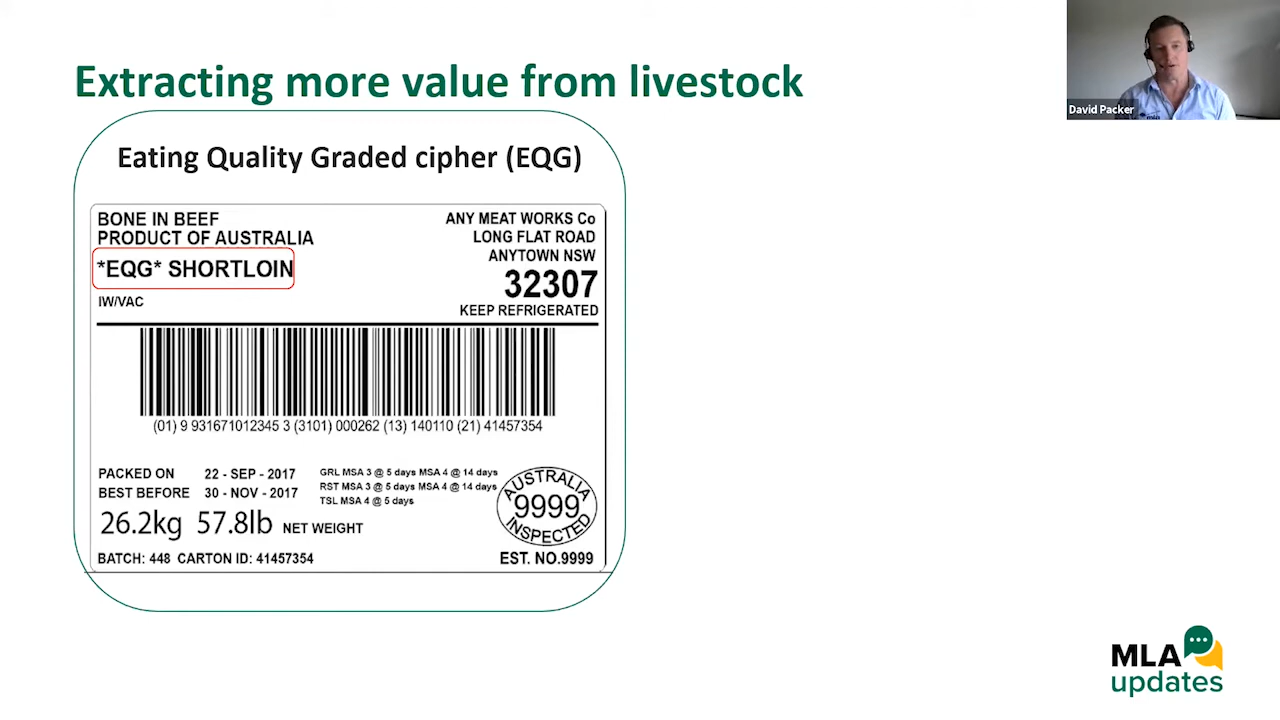 Extracting more value from livestock
David Packer
Eating Quality Graded cipher (EQG)
BONE IN BEEF
PRODUCT OF AUSTRALIA
*EQG* SHORTLOIN
IW/VAC
ANY MEAT WORKS Co
LONG FLAT ROAD
ANYTOWN NSW
32307
KEEP REFRIGERATED
(01) 9 931671012345 3 (3101) 000262 (13) 140110 (21) 41457354
PACKED ON 22 - SEP - 2017
BEST BEFORE 30 - NOV - 2017
26.2kg 57.8lb NET WEIGHT
BATCH: 448 CARTON ID: 41457354
GRL MSA 3 @ 5 days MSA 4 @ 14 days
RST MSA 3 @ 5 days MSA 4 @ 14 days
TSL MSA 4 @ 5 days
AUSTRALIA
9999
INSPECTED
EST. NO.9999
MLA
updates